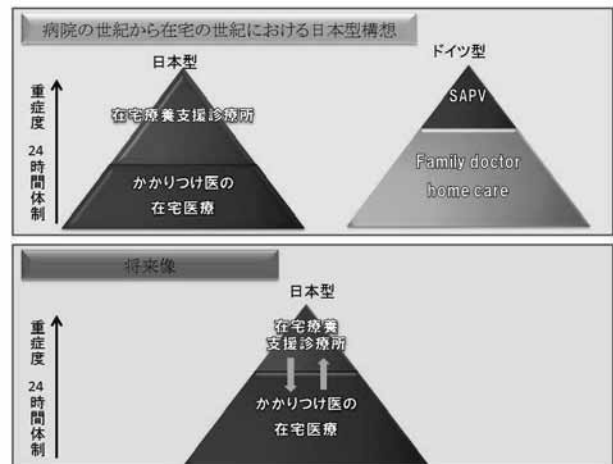 病院の世紀から在宅の世紀における日本型構想
日本型
ドイツ型
重症度
24
時間体制
在宅療養支援診療所
かかりつけ医の
在宅医療
SAPV
Family doctor
home care
将来像
日本型
重症度
24
時間体制
在宅療養
支援診療所
かかりつけ医の
在宅医療